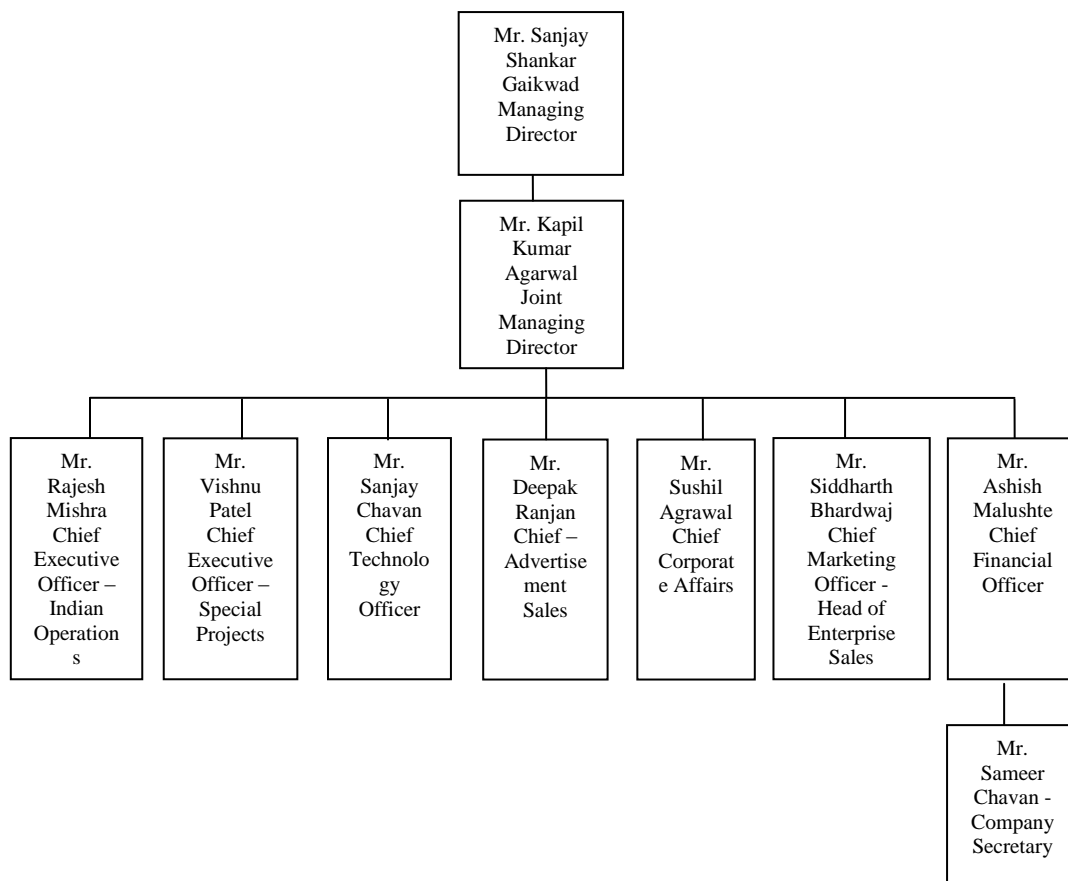 Mr. Sanjay
Shankar
Gaikwad
Managing
Director
Mr. Kapil
Kumar
Agarwal
Joint
Managing
Director
Mr.
Rajesh
Mishra
Chief
Executive
Officer –
Indian
Operation
s
Mr.
Vishnu
Patel
Chief
Executive
Officer –
Special
Projects
Mr.
Sanjay
Chavan
Chief
Technolo
gy
Officer
Mr.
Deepak
Ranjan
Chief –
Advertise
ment
Sales
Mr.
Sushil
Agrawal
Chief
Corporat
e Affairs
Mr.
Siddharth
Bhardwaj
Chief
Marketing
Officer -
Head of
Enterprise
Sales
Mr.
Ashish
Malushte
Chief
Financial
Officer
Mr.
Sameer
Chavan -
Company
Secretary